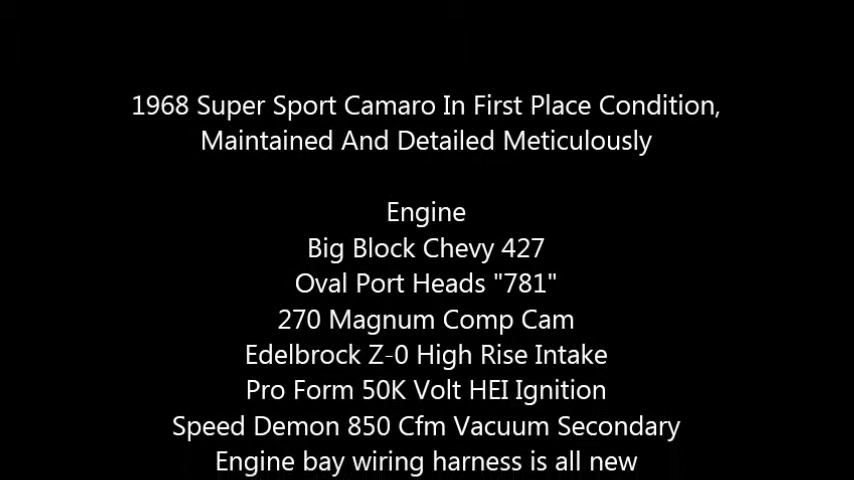 1968 Super Sport Camaro In First Place Condition,
Maintained And Detailed Meticulously
Engine
Big Block Chevy 427
Oval Port Heads "781"
270 Magnum Comp Cam
Edelbrock Z-0 High Rise Intake
Pro Form 50K Volt HEI Ignition
Speed Demon 850 Cfm Vacuum Secondary
Engine bay wiring harness is all new